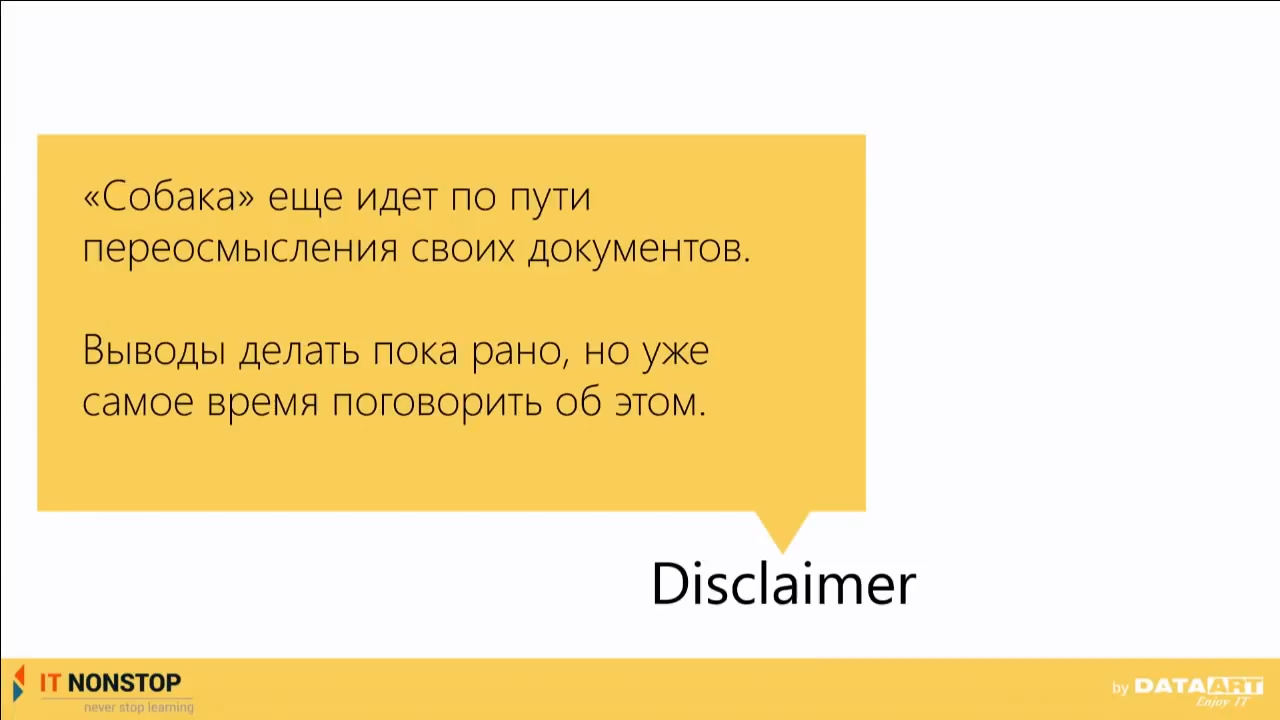 «Собака» еще идет по пути
переосмысления своих документов.
Выводы делать пока рано, но уже
самое время поговорить об этом.
Disclaimer
IT NONSTOP
never stop learning
by DATAART
Enjoy IT